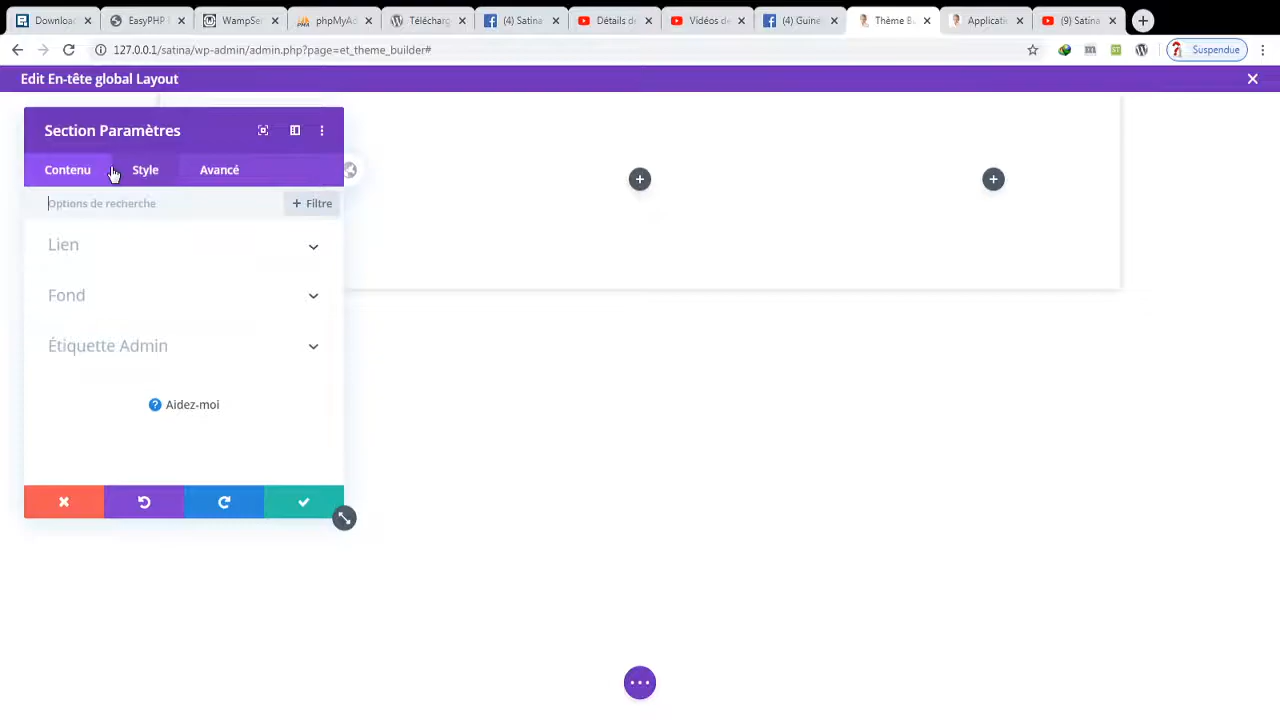 Downloa
EasyPHP
WampSe
phpMyAd
Télécharg
(4) Satina
Détails de
Vidéos de
(4) Guine
Thème Bu
Applicati
(9) Satina
127.0.0.1/satina/wp-admin/admin.php?page=et_theme_builder#
Suspendue
Edit En-tête global Layout
Section Paramètres
Contenu
Style
Avancé
Options de recherche
+ Filtre
Lien
Fond
Étiquette Admin
? Aidez-moi